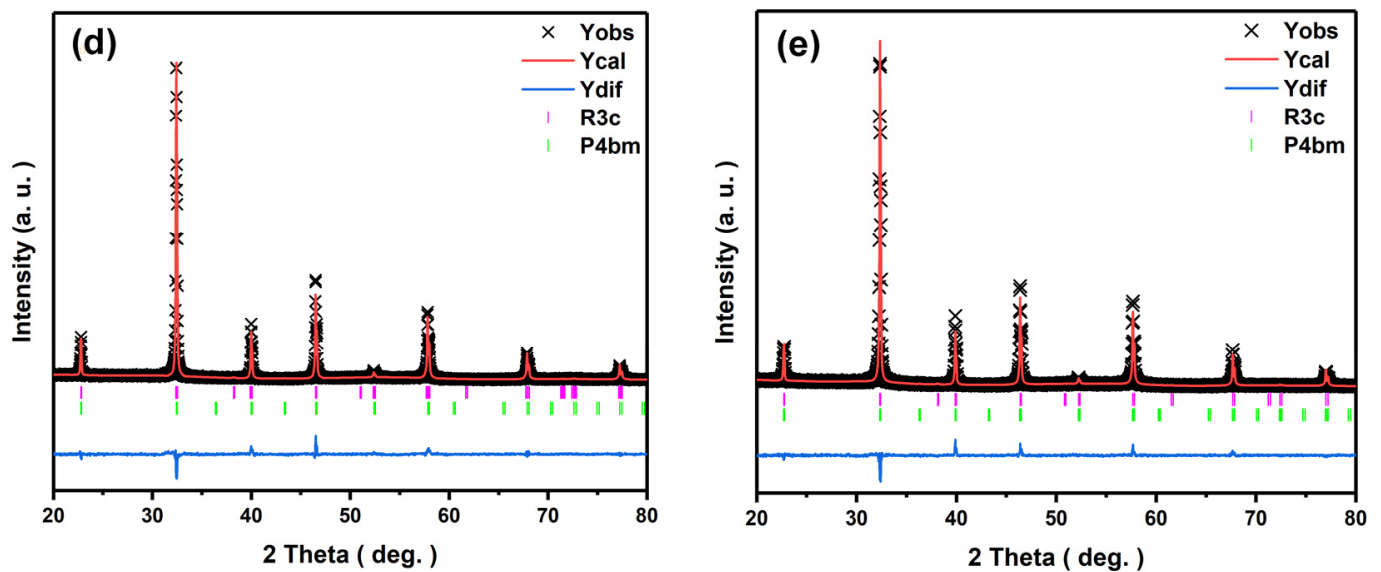 (d)
Yobs
Ycal
Ydif
R3c
P4bm
Intensity (a. u.)
20 30 40 50 60 70 80
2 Theta ( deg. )
(e)
Yobs
Ycal
Ydif
R3c
P4bm
Intensity (a. u.)
20 30 40 50 60 70 80
2 Theta ( deg. )